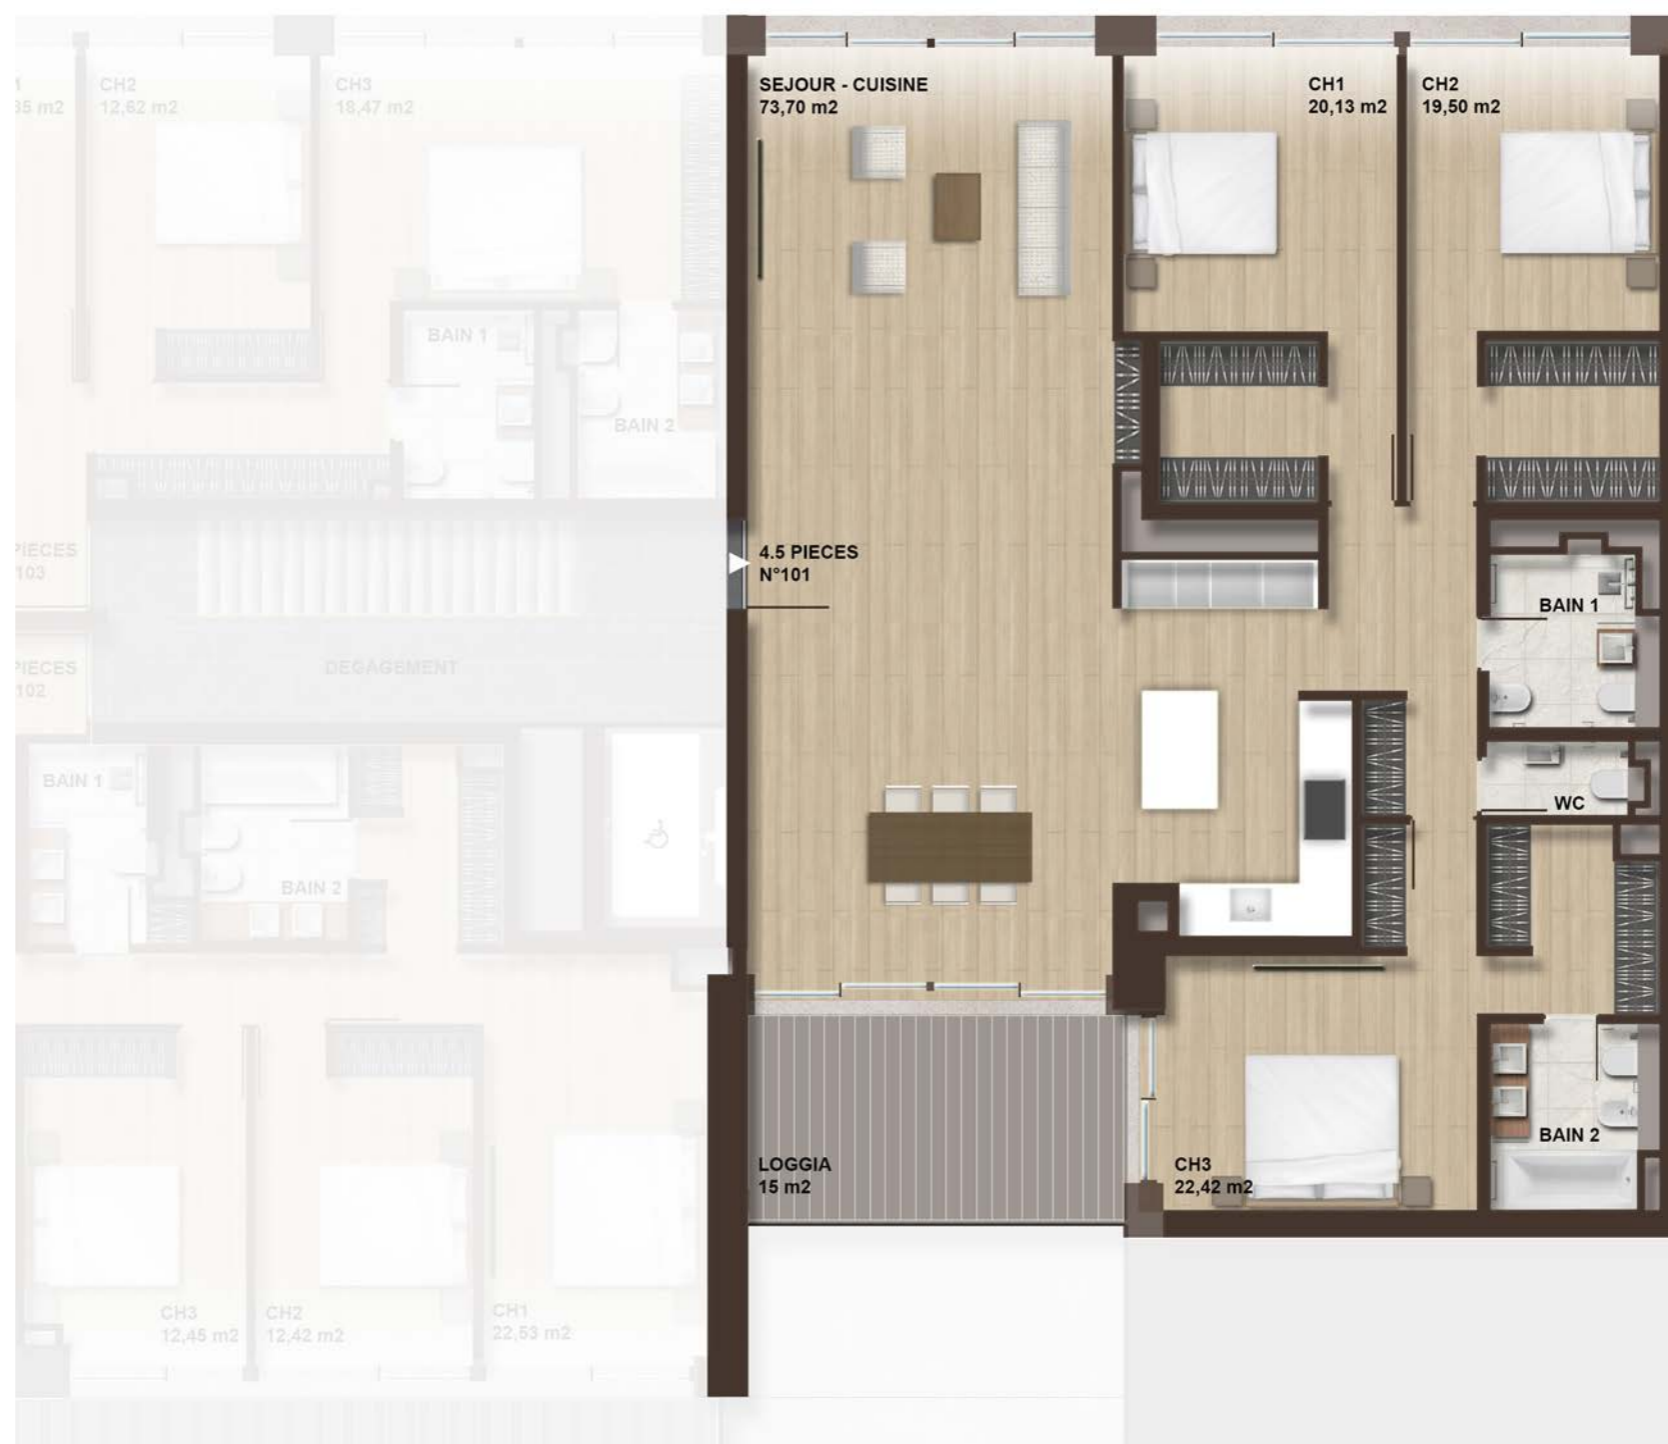 CH2
12,62 m2
CH3
18,47 m2
SEJOUR - CUISINE
73,70 m2
CH1
20,13 m2
CH2
19,50 m2
35 m2
BAIN 1
BAIN 2
4.5 PIECES
N°101
PIECES
103
BAIN 1
DEGAGEMENT
PIECES
102
BAIN 1
WC
BAIN 2
BAIN 2
LOGGIA
15 m2
CH3
22,42 m2
CH3
12,45 m2
CH2
12,42 m2
CH1
22,53 m2